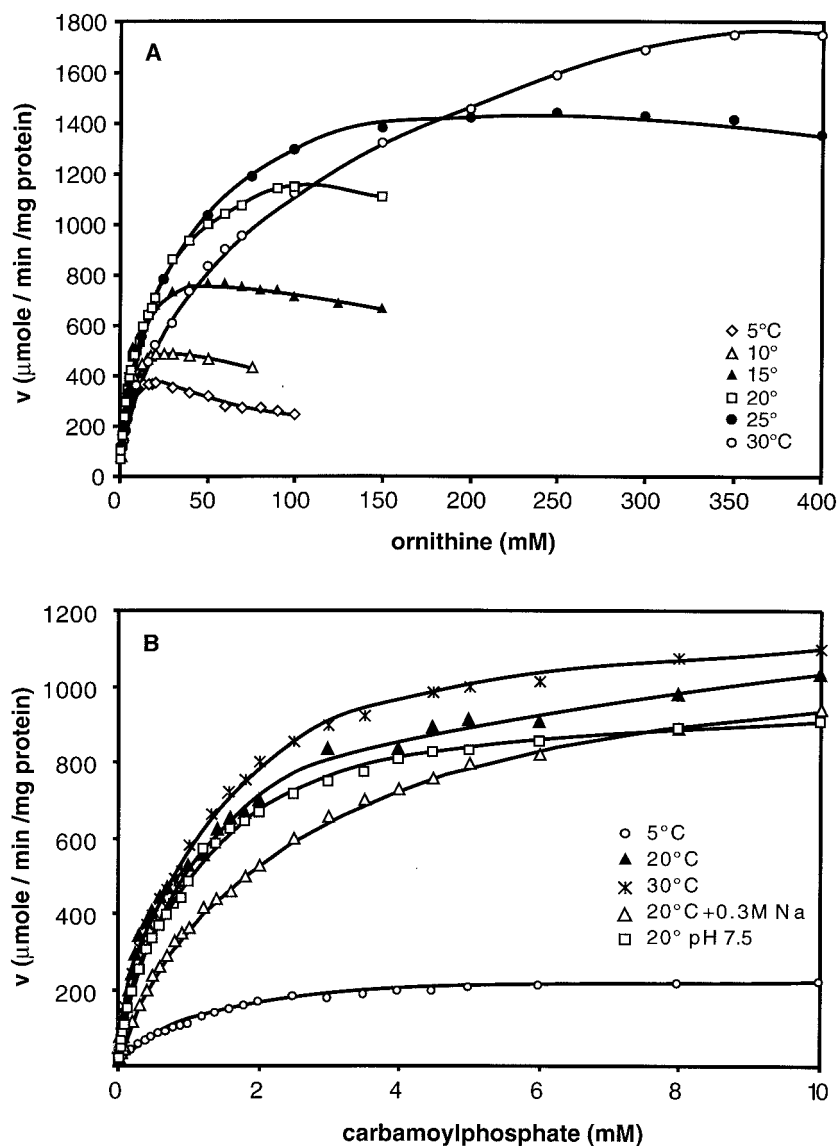 A
1800
1600
1400
1200
1000
800
600
400
200
0
v (µmole / min /mg protein)
0 50 100 150 200 250 300 350 400
ornithine (mM)
5°C
10°
15°
20°
25°
30°C
B
1200
1000
800
600
400
200
v (µmole / min /mg protein)
0 2 4 6 8 10
carbamoylphosphate (mM)
5°C
20°C
30°C
20°C +0.3M Na
20° pH 7.5